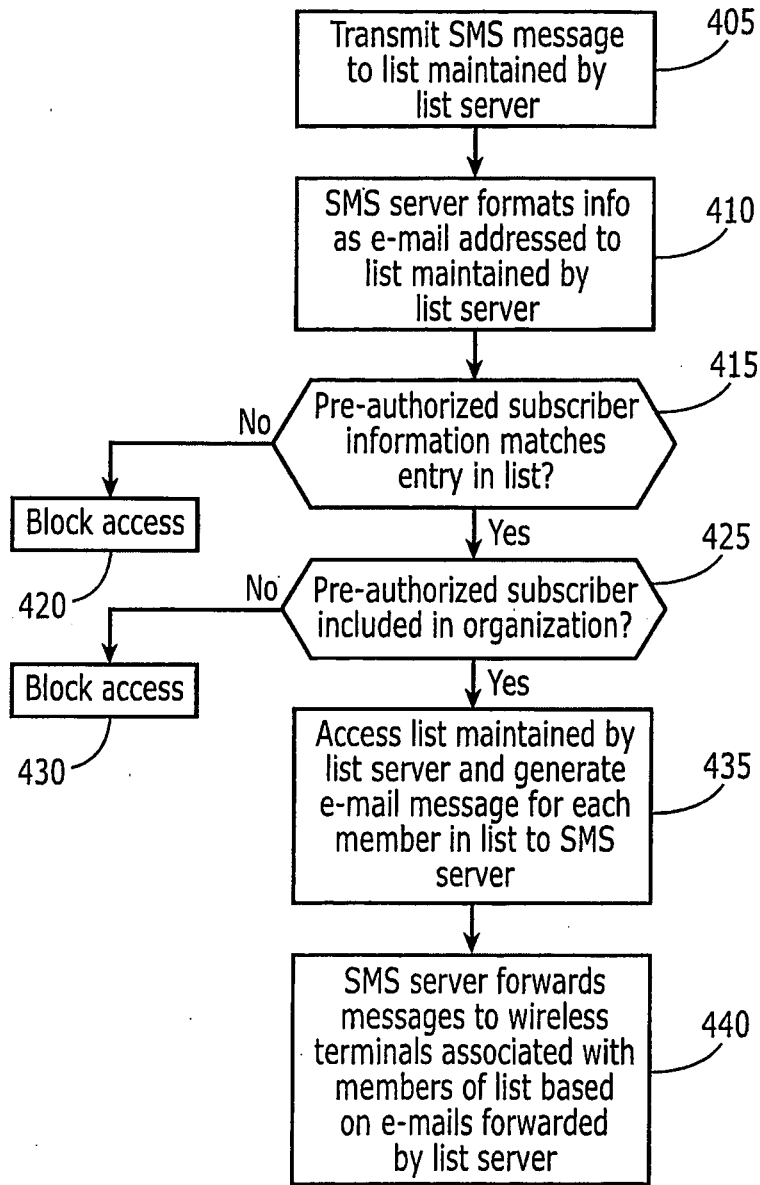 Transmit SMS message
to list maintained by
list server
405
SMS server formats info
as e-mail addressed to
list maintained by
list server
410
415
Pre-authorized subscriber
information matches
entry in list?
No
Block access
420
Yes
425
Pre-authorized subscriber
included in organization?
No
Block access
430
Yes
Access list maintained by
list server and generate
e-mail message for each
member in list to SMS
server
435
SMS server forwards
messages to wireless
terminals associated with
members of list based
on e-mails forwarded
by list server
440